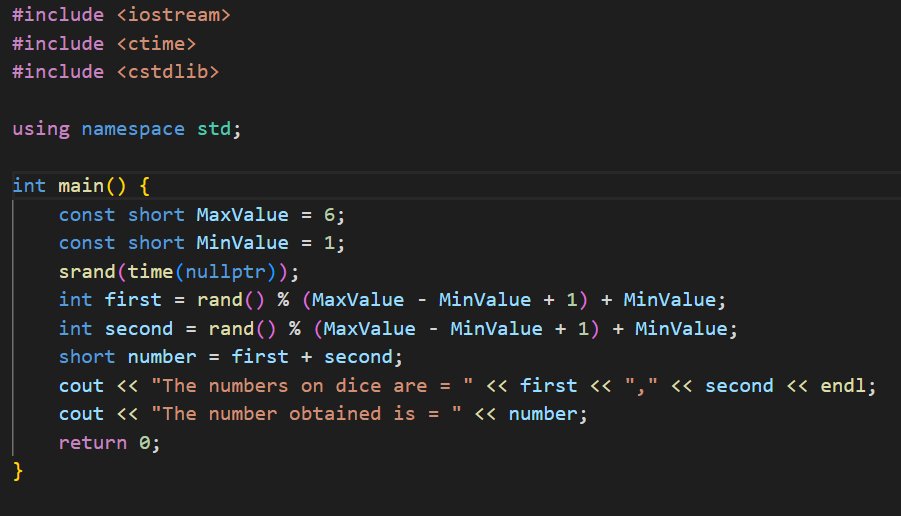 #include <iostream>
#include <ctime>
#include <cstdlib>

using namespace std;

int main() {
    const short MaxValue = 6;
    const short MinValue = 1;
    srand(time(nullptr));
    int first = rand() % (MaxValue - MinValue + 1) + MinValue;
    int second = rand() % (MaxValue - MinValue + 1) + MinValue;
    short number = first + second;
    cout << "The numbers on dice are = " << first << "," << second << endl;
    cout << "The number obtained is = " << number;
    return 0;
}